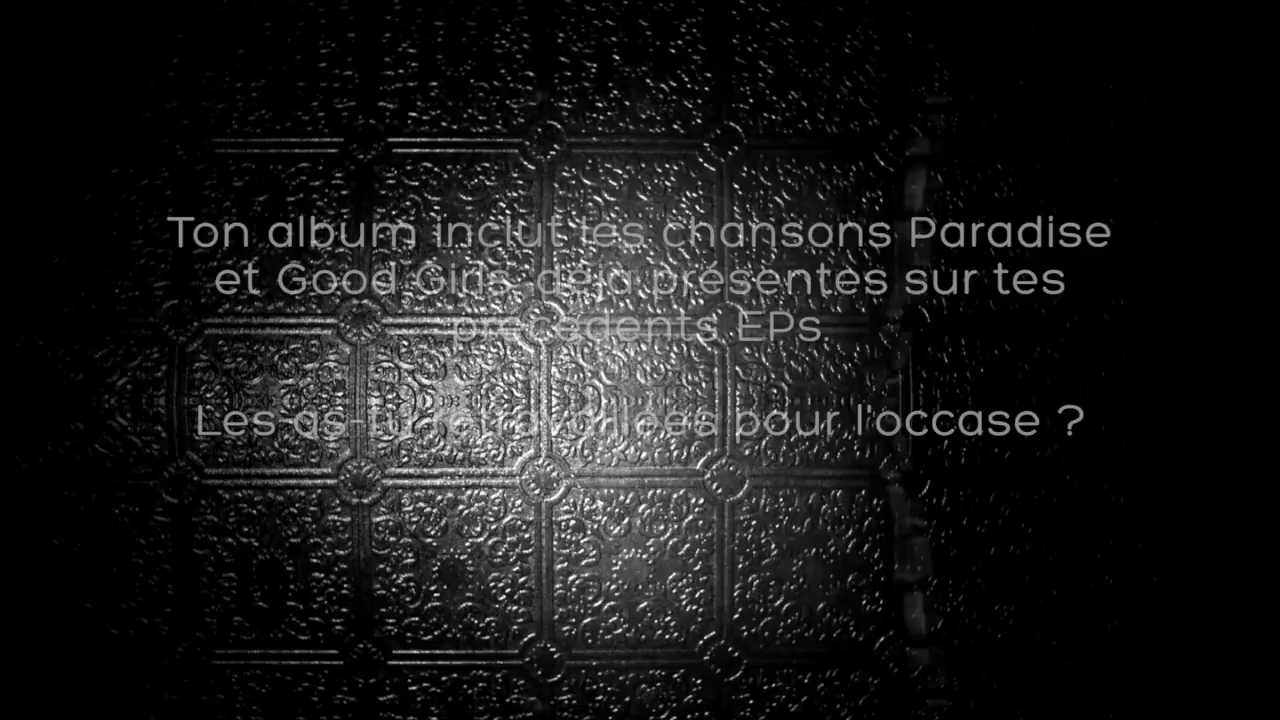 Ton album inclut les chansons Paradise
et Good Girls, déjà présentes sur tes
précédents EPs.
Les as-tu retravaillées pour l'occase ?